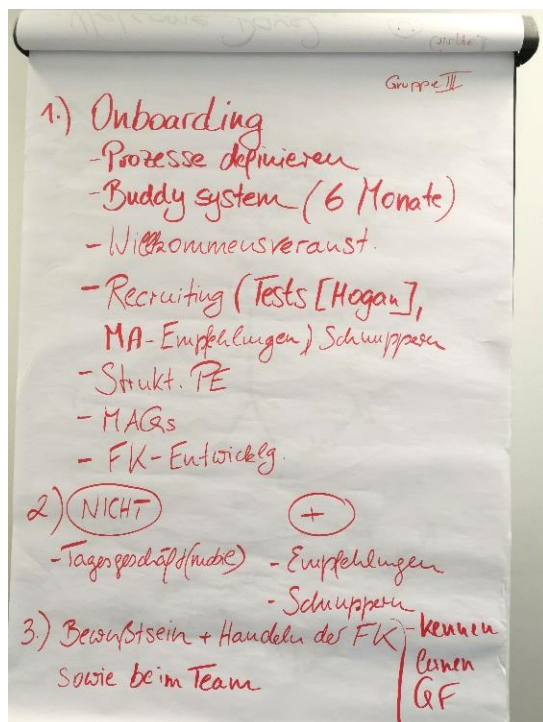 Gruppe III
1.) Onboarding
- Prozesse definieren
- Buddy system (6 Monate)
- Willkommensveranst.
- Recruiting (Tests [Hogan],
MA-Empfehlungen) Schnuppern
- Strukt. PE
- MAGs
- FK-Entwicklg.
2) NICHT
- Tagesgeschäft
+
- Empfehlungen
- Schnuppern
3.) Bewußtsein + Handeln der FK
sowie beim Team
- kennen
lernen
GF